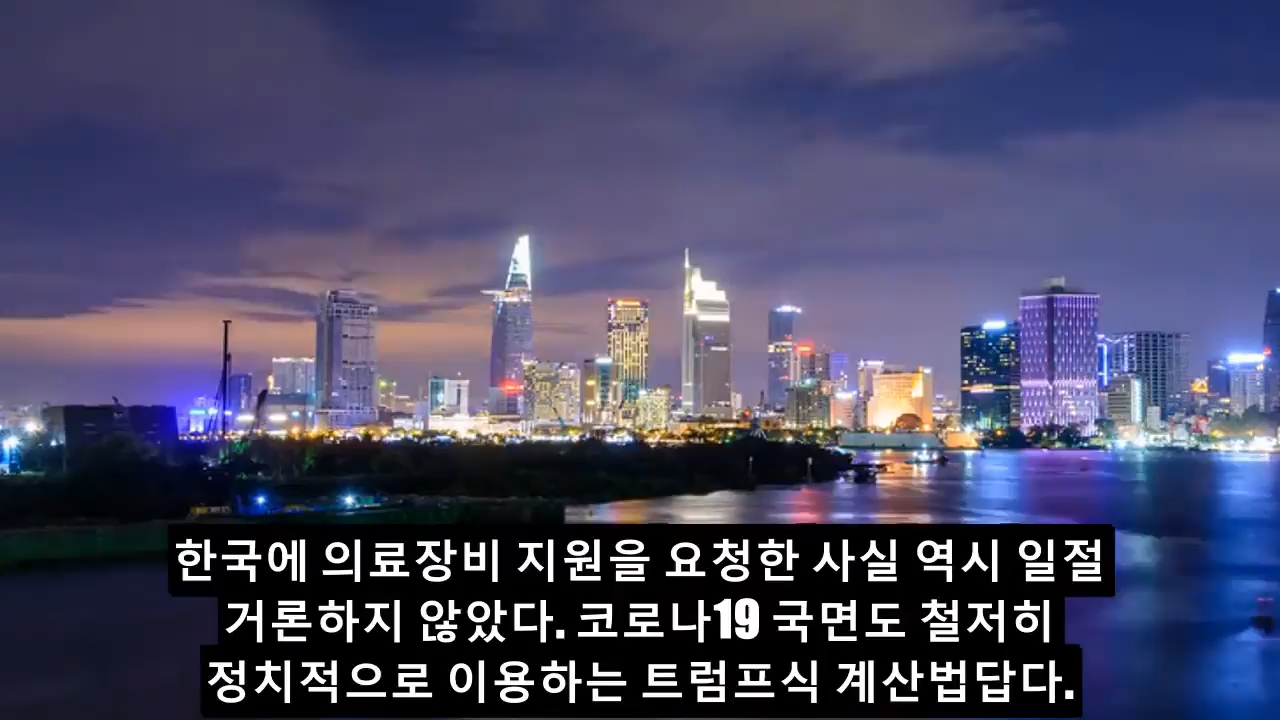 한국에 의료장비 지원을 요청한 사실 역시 일절
거론하지 않았다. 코로나19 국면도 철저히
정치적으로 이용하는 트럼프식 계산법답다.